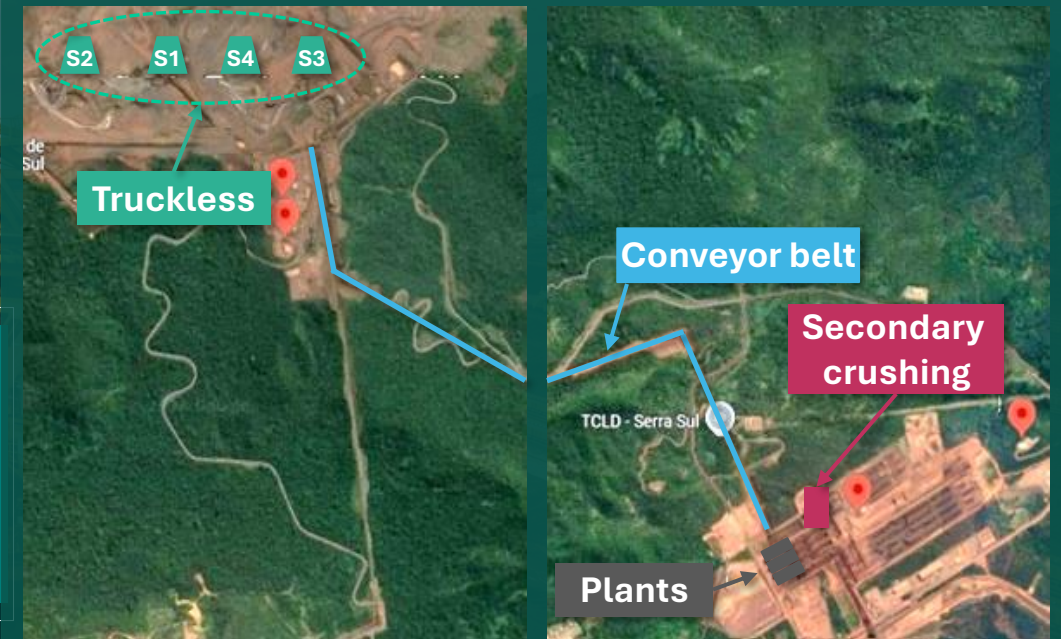 S2
S1
S4
S3
de
Sul
Truckless
Conveyor belt
Secondary
crushing
TCLD - Serra Sul
Plants